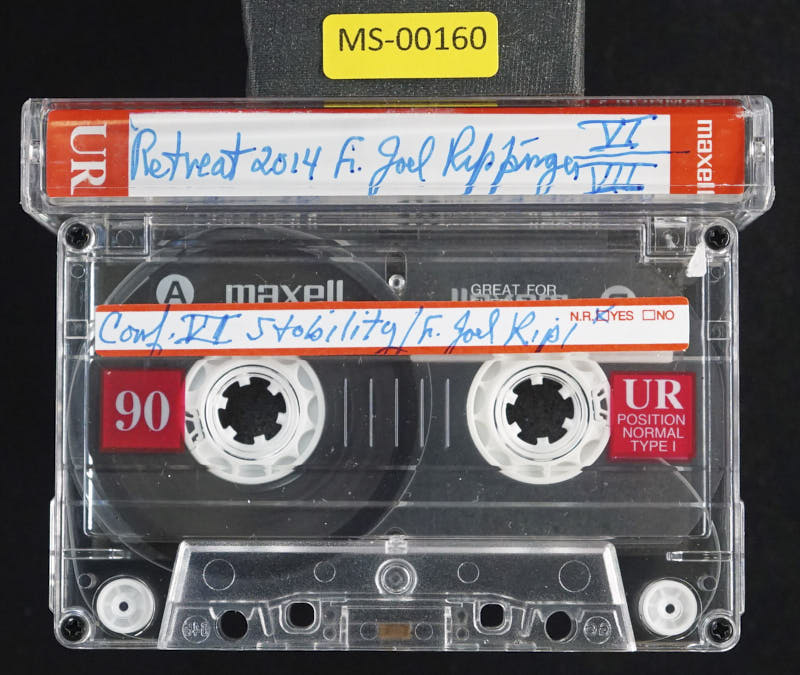 MS-00160
UR Retreat 2014 Fr. Joel Rippinger VI VII maxell
A maxell GREAT FOR
Conf. VI Stability/Fr. Joel Ripi N.R. YES NO
90
UR
POSITION
NORMAL
TYPE I